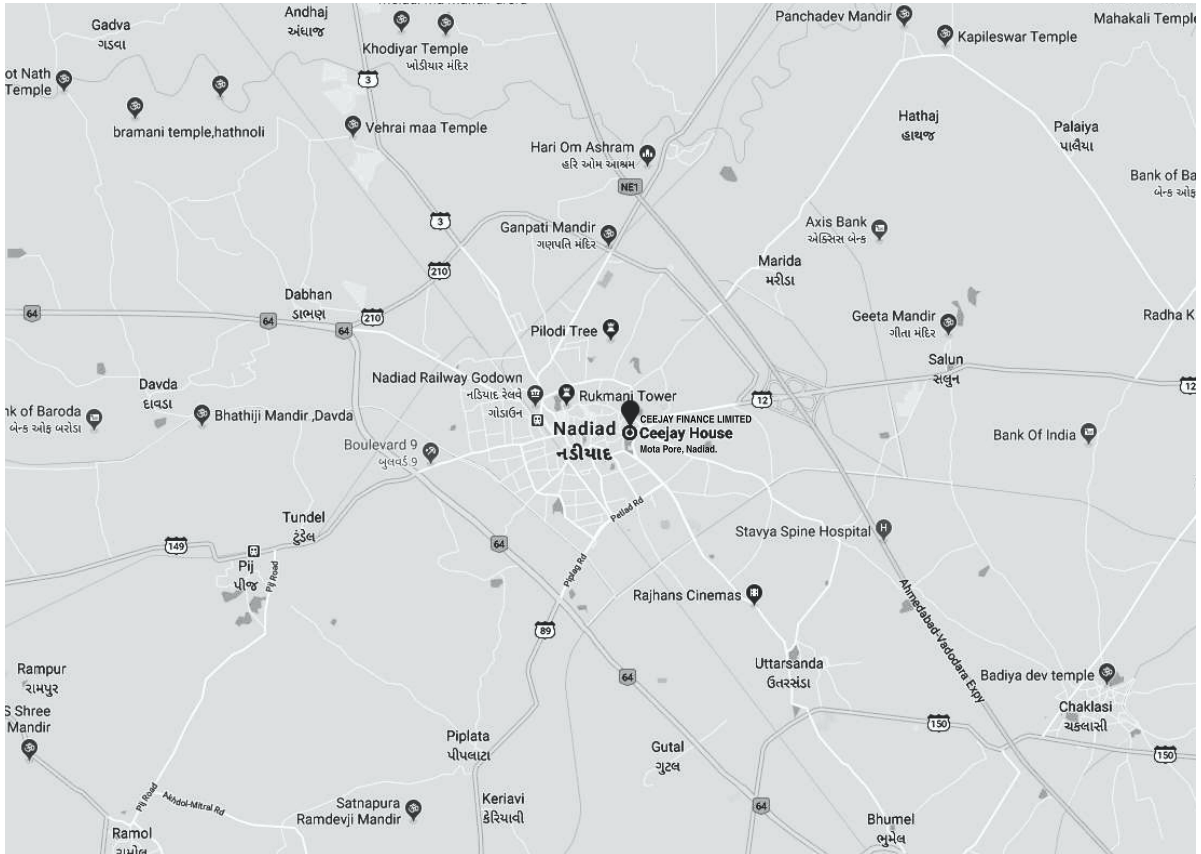 Gadva
ગડવા
Andhaj
અંધાજ
Khodiyar Temple
ખોડીયાર મંદિર
Panchadev Mandir
Kapileswar Temple
Mahakali Temple
ot Nath
Temple
bramani temple,hathnoli
3
Vehrai maa Temple
Hari Om Ashram
હરિ ઓમ આશ્રમ
NE1
Hathaj
હાથજ
Palaiya
પાલૈયા
Bank of Ba
બેન્ક ઓફ
3
Ganpati Mandir
ગણપતિ મંદિર
Axis Bank
એક્સિસ બેન્ક
Marida
મરીડા
210
Dabhan
ડાભણ
64
64
64
210
Pilodi Tree
Geeta Mandir
ગીતા મંદિર
Radha K
Salun
સલુન
Davda
દાવડા
nk of Baroda
બેન્ક ઓફ બરોડા
Bhathiji Mandir ,Davda
Nadiad Railway Godown
નડિયાદ રેલવે
ગોડાઉન
Rukmani Tower
12
12
CEEJAY FINANCE LIMITED
Ceejay House
Mota Pore, Nadiad.
Nadiad
નડીયાદ
Boulevard 9
બુલવર્ડ 9
Bank Of India
Petlad Rd
Tundel
ટુંડેલ
149
Pij
પીજ
Pij Road
64
Piplag Rd
Stavya Spine Hospital
Rajhans Cinemas
Ahmedabad-Vadodara Expy
89
Rampur
રામપુર
64
Uttarsanda
ઉતરસંડા
Badiya dev temple
Chaklasi
ચકલાસી
S Shree
Mandir
Piplata
પીપલાટા
Gutal
ગુટલ
150
150
Pij Road
Akhdol-Mitral Rd
Satnapura
Ramdevji Mandir
Keriavi
કેરિયાવી
64
Bhumel
ભુમેલ
Ramol
રામોલ